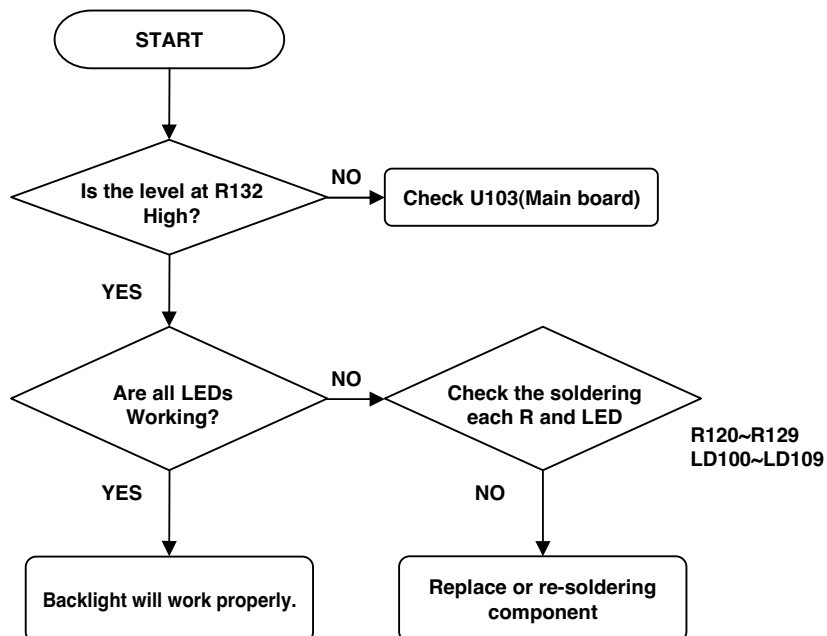 START
Is the level at R132
High?
NO
Check U103(Main board)
YES
Are all LEDs
Working?
NO
Check the soldering
each R and LED
R120~R129
LD100~LD109
YES
NO
Backlight will work properly.
Replace or re-soldering
component